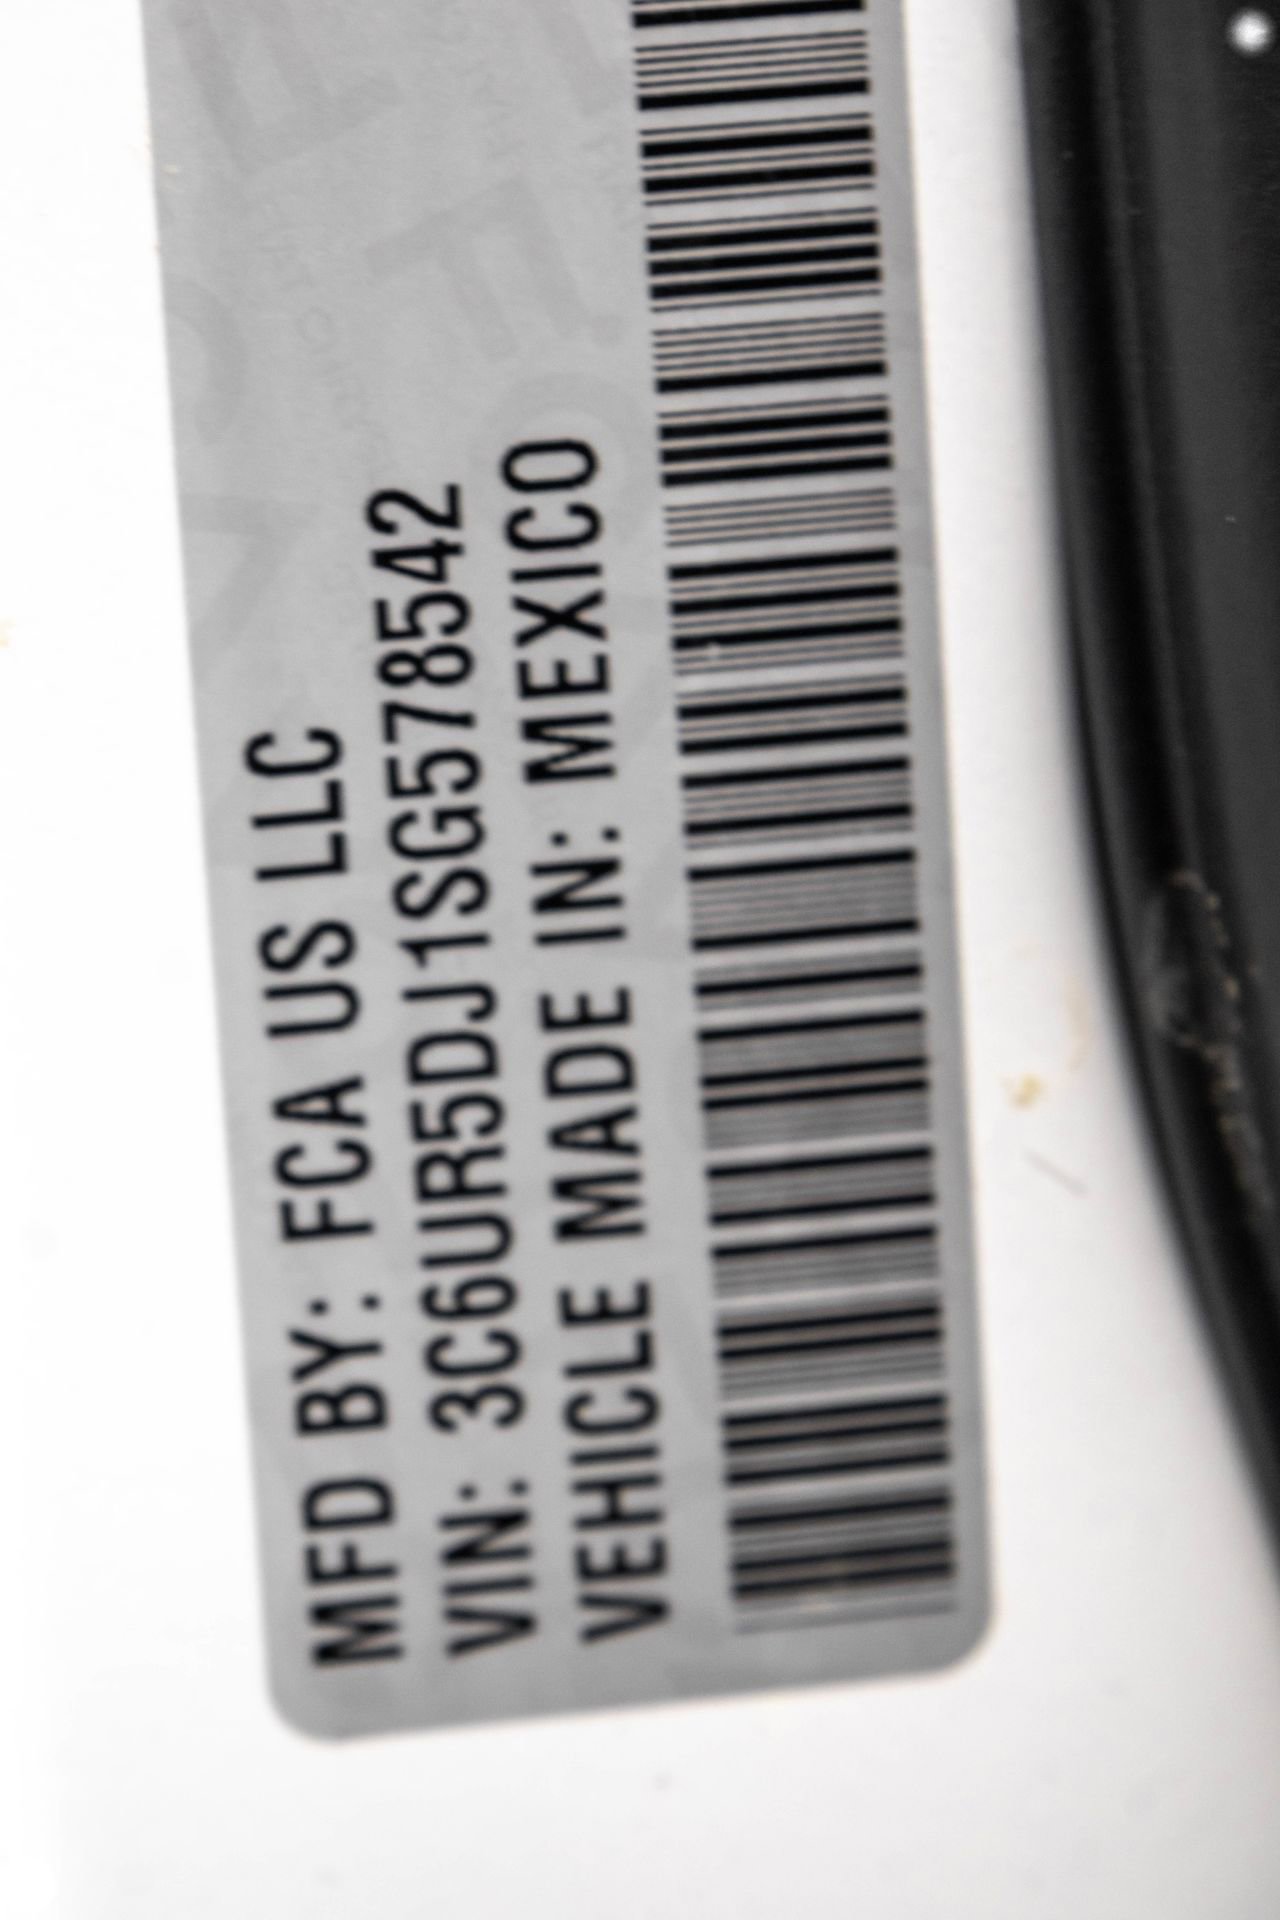 MFD BY: FCA US LLC
VIN: 3C6UR5DJ1SG578542
VEHICLE MADE IN: MEXICO